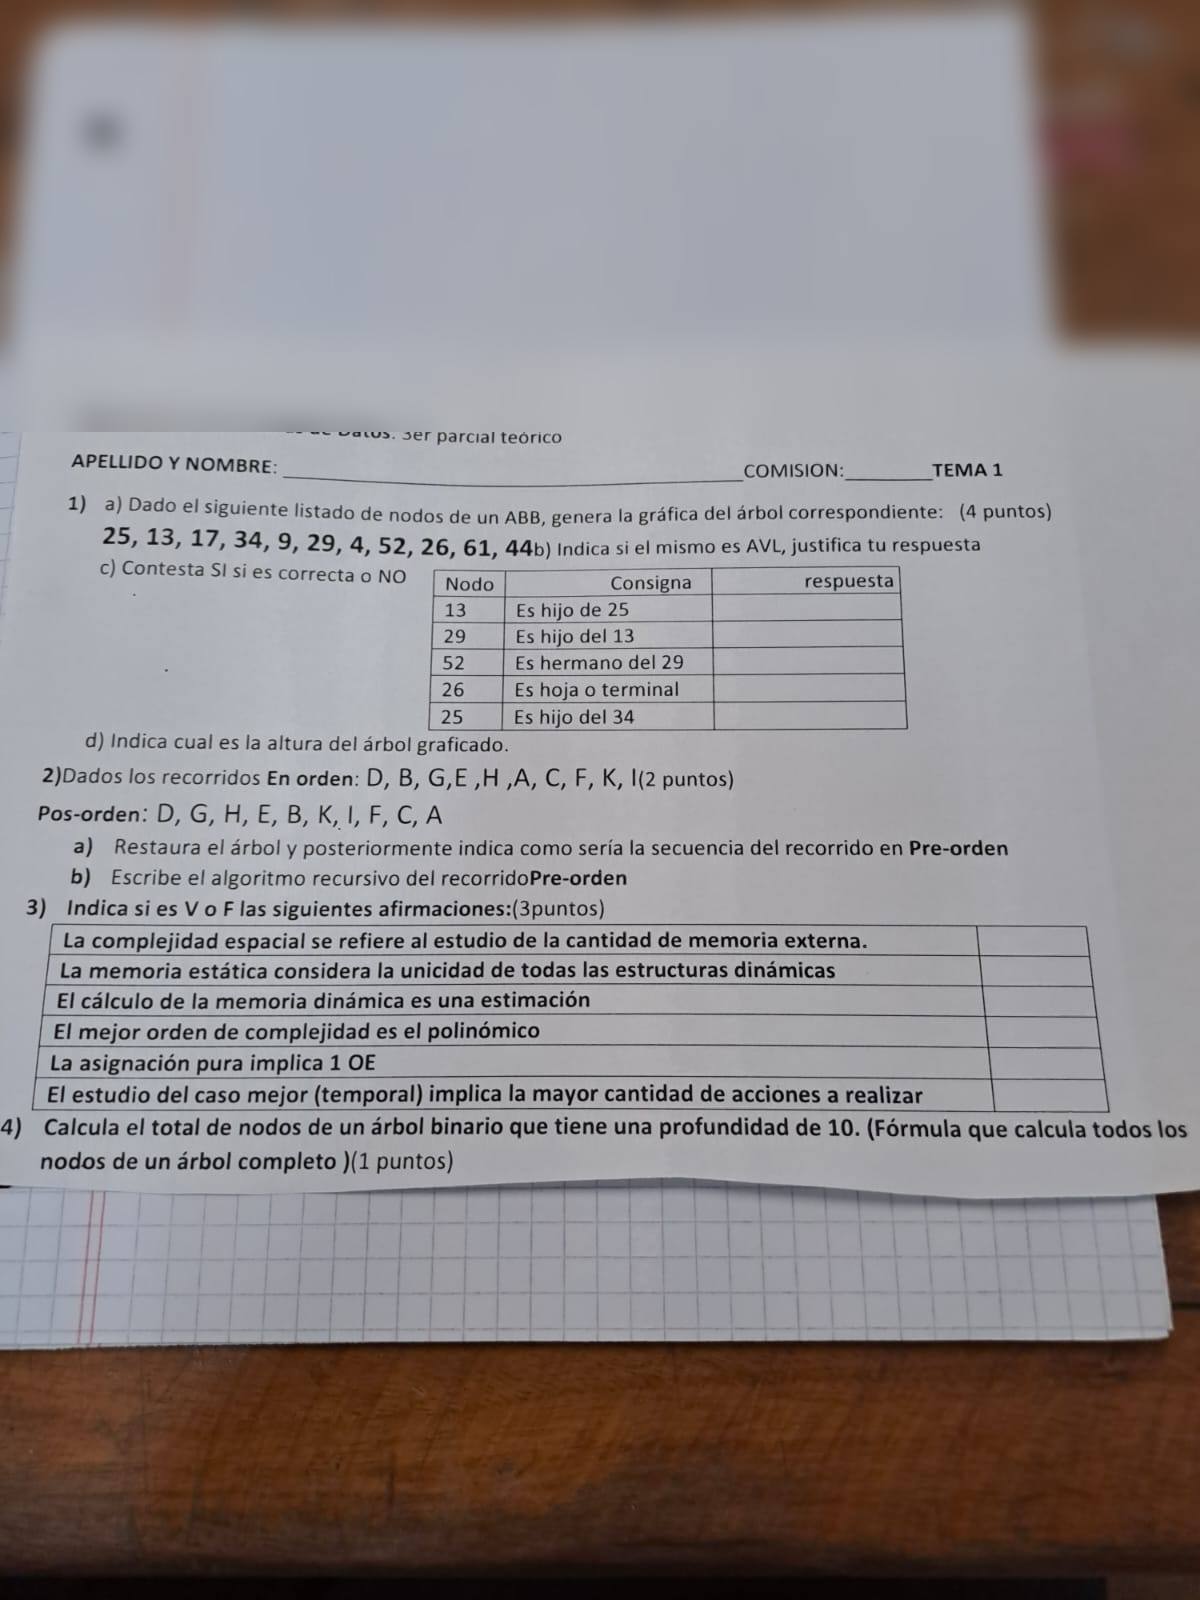 Datos. 3er parcial teórico
APELLIDO Y NOMBRE: ____________ COMISION:________TEMA 1
1) a) Dado el siguiente listado de nodos de un ABB, genera la gráfica del árbol correspondiente: (4 puntos)
25, 13, 17, 34, 9, 29, 4, 52, 26, 61, 44b) Indica si el mismo es AVL, justifica tu respuesta
c) Contesta SI si es correcta o NO
Nodo Consigna respuesta
13 Es hijo de 25
29 Es hijo del 13
52 Es hermano del 29
26 Es hoja o terminal
25 Es hijo del 34
d) Indica cual es la altura del árbol graficado.
2)Dados los recorridos En orden: D, B, G,E ,H ,A, C, F, K, I(2 puntos)
Pos-orden: D, G, H, E, B, K, I, F, C, A
a) Restaura el árbol y posteriormente indica como sería la secuencia del recorrido en Pre-orden
b) Escribe el algoritmo recursivo del recorridoPre-orden
3) Indica si es V o F las siguientes afirmaciones:(3puntos)
La complejidad espacial se refiere al estudio de la cantidad de memoria externa.
La memoria estática considera la unicidad de todas las estructuras dinámicas
El cálculo de la memoria dinámica es una estimación
El mejor orden de complejidad es el polinómico
La asignación pura implica 1 OE
El estudio del caso mejor (temporal) implica la mayor cantidad de acciones a realizar
4) Calcula el total de nodos de un árbol binario que tiene una profundidad de 10. (Fórmula que calcula todos los
nodos de un árbol completo )(1 puntos)